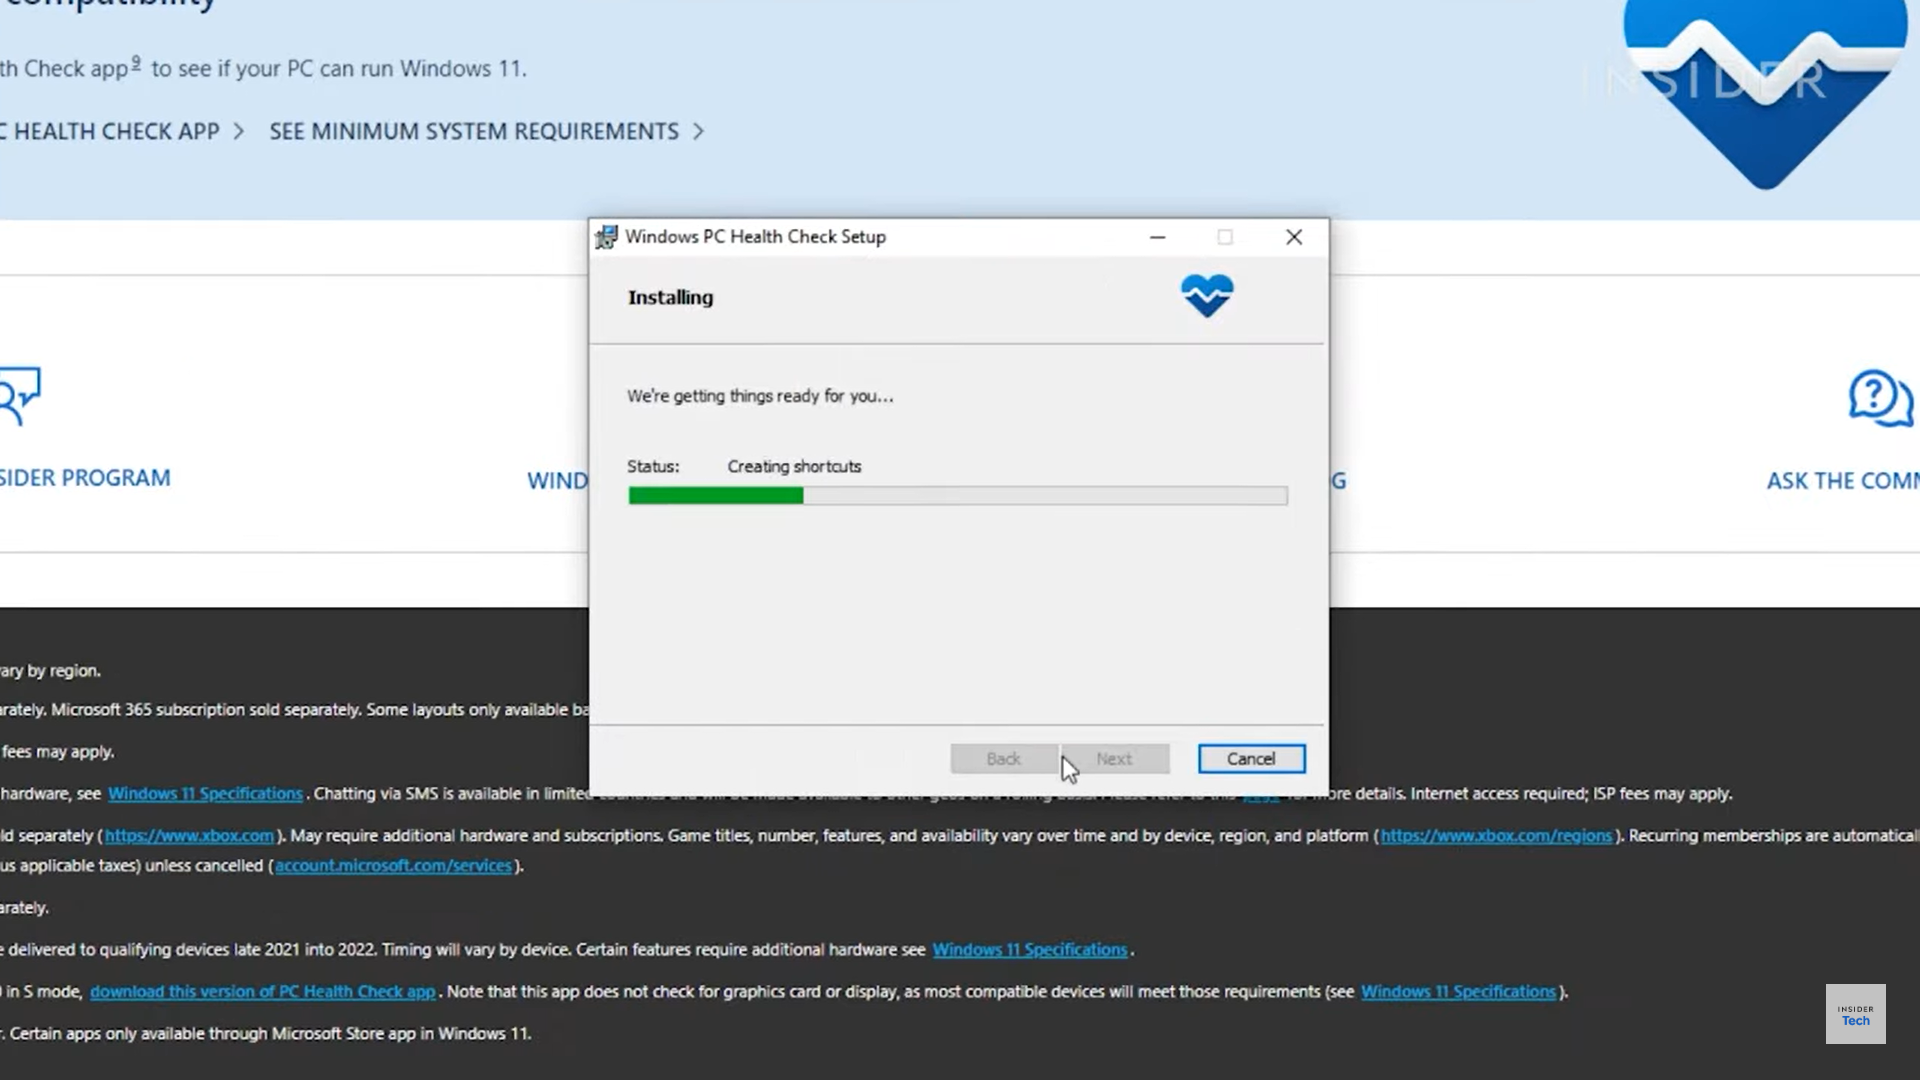 th Check app9 to see if your PC can run Windows 11.
INSIDER
C HEALTH CHECK APP > SEE MINIMUM SYSTEM REQUIREMENTS >
Windows PC Health Check Setup
Installing
We're getting things ready for you...
Status: Creating shortcuts
SIDER PROGRAM
WIND
G
ASK THE COMM
Back Next Cancel
ary by region.
rately. Microsoft 365 subscription sold separately. Some layouts only available ba
fees may apply.
hardware, see Windows 11 Specifications. Chatting via SMS is available in limited
re details. Internet access required; ISP fees may apply.
ld separately (https://www.xbox.com). May require additional hardware and subscriptions. Game titles, number, features, and availability vary over time and by device, region, and platform (https://www.xbox.com/regions). Recurring memberships are automaticall
us applicable taxes) unless cancelled (account.microsoft.com/services).
arately.
e delivered to qualifying devices late 2021 into 2022. Timing will vary by device. Certain features require additional hardware see Windows 11 Specifications.
in S mode, download this version of PC Health Check app. Note that this app does not check for graphics card or display, as most compatible devices will meet those requirements (see Windows 11 Specifications).
r. Certain apps only available through Microsoft Store app in Windows 11.
INSIDER
Tech